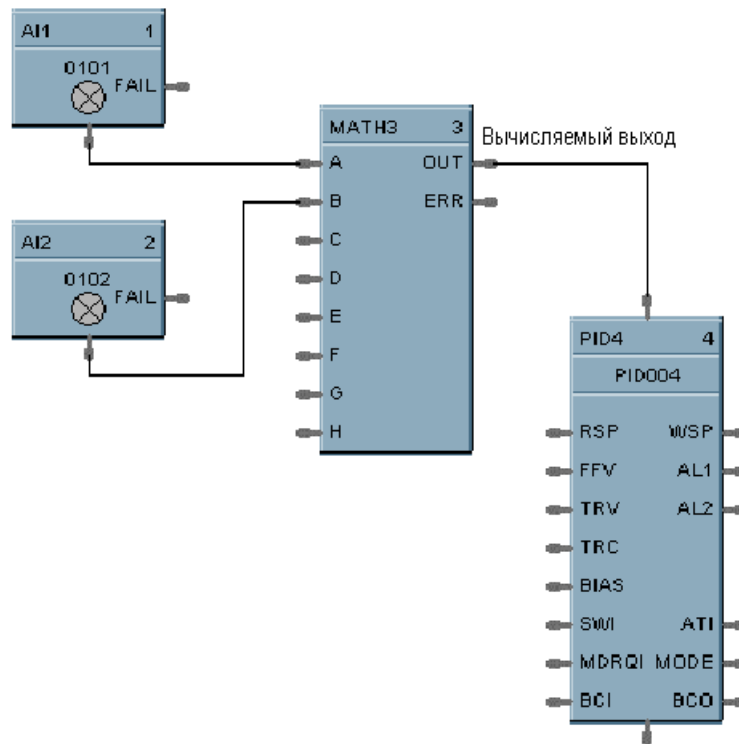 AI1 1
0101
FAIL
MATH3 3
Вычисляемый выход
A OUT
B ERR
C
D
E
F
G
H
AI2 2
0102
FAIL
PID4 4
PID004
RSP WSP
FFV AL1
TRV AL2
TRC
BIAS
SWI ATI
MDRQI MODE
BCI BCO